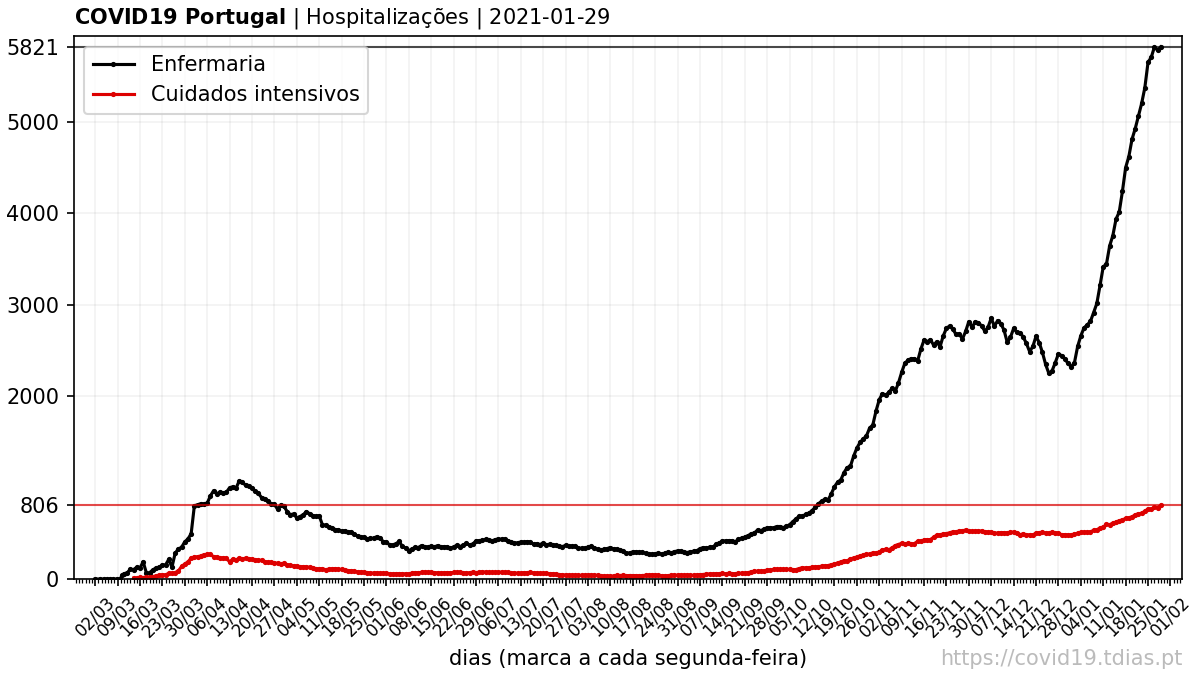 COVID19 Portugal | Hospitalizações | 2021-01-29
5821
Enfermaria
Cuidados intensivos
5000
4000
3000
2000
806
0
02/03 09/03 16/03 23/03 30/03 06/04 13/04 20/04 27/04 04/05 11/05 18/05 25/05 01/06 08/06 15/06 22/06 29/06 06/07 13/07 20/07 27/07 03/08 10/08 17/08 24/08 31/08 07/09 14/09 21/09 28/09 05/10 12/10 19/10 26/10 02/11 09/11 16/11 23/11 30/11 07/12 14/12 21/12 28/12 04/01 11/01 18/01 25/01 01/02
dias (marca a cada segunda-feira)
https://covid19.tdias.pt